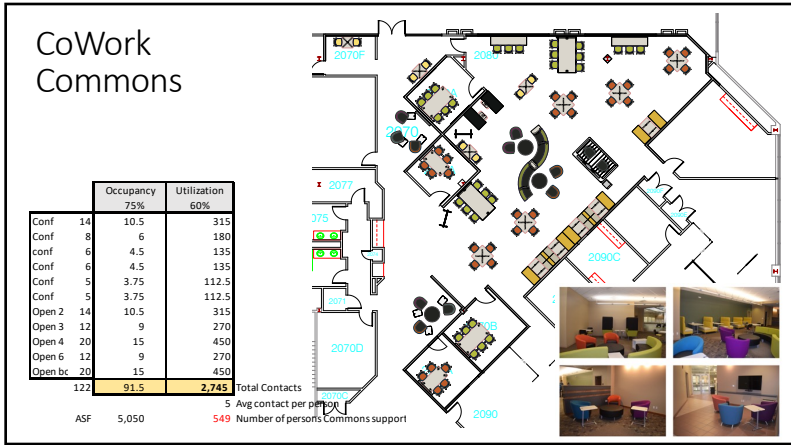 CoWork
Commons
Occupancy Utilization
75% 60%
Conf 14 10.5 315
Conf 8 6 180
conf 6 4.5 135
Conf 6 4.5 135
Conf 5 3.75 112.5
Conf 5 3.75 112.5
Open 2 14 10.5 315
Open 3 12 9 270
Open 4 20 15 450
Open 6 12 9 270
Open bc 20 15 450
122 91.5 2,745 Total Contacts
5 Avg contact per person
ASF 5,050 549 Number of persons Commons support
2070F
2080
2070
2077
2071
2070D
2070C
2090C
2090